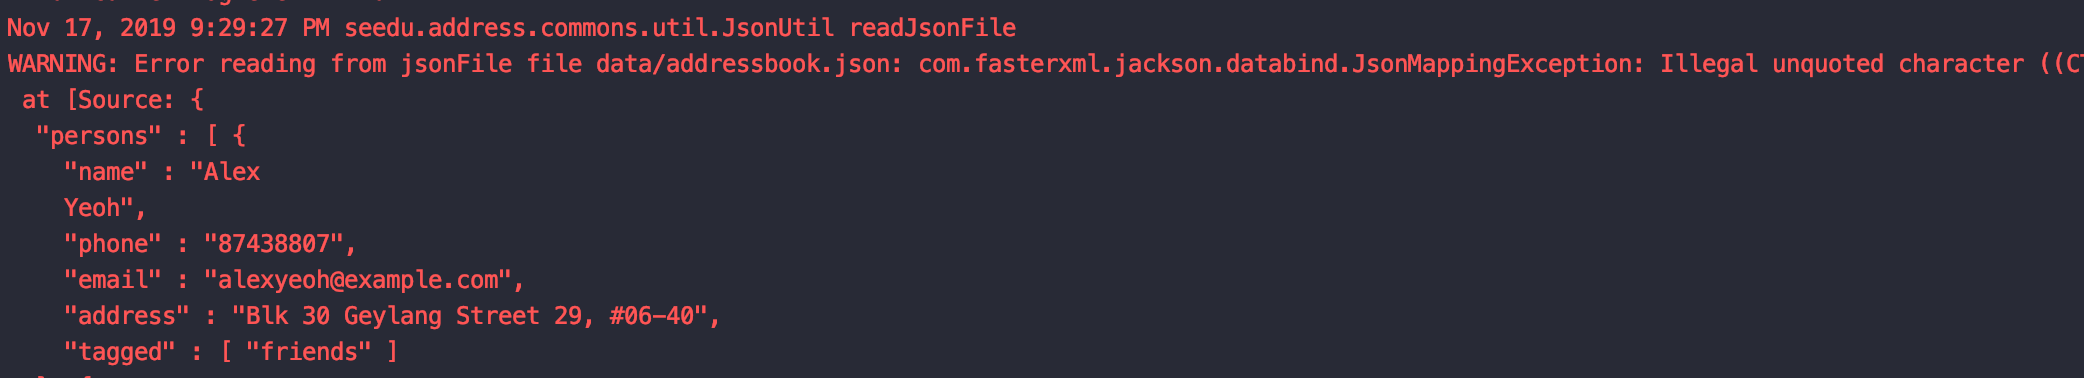 Nov 17, 2019 9:29:27 PM seedu.address.commons.util.JsonUtil readJsonFile
WARNING: Error reading from jsonFile file data/addressbook.json: com.fasterxml.jackson.databind.JsonMappingException: Illegal unquoted character ((C
at [Source: {
"persons" : [ {
"name" : "Alex
Yeoh",
"phone" : "87438807",
"email" : "alexyeoh@example.com",
"address" : "Blk 30 Geylang Street 29, #06-40",
"tagged" : [ "friends" ]